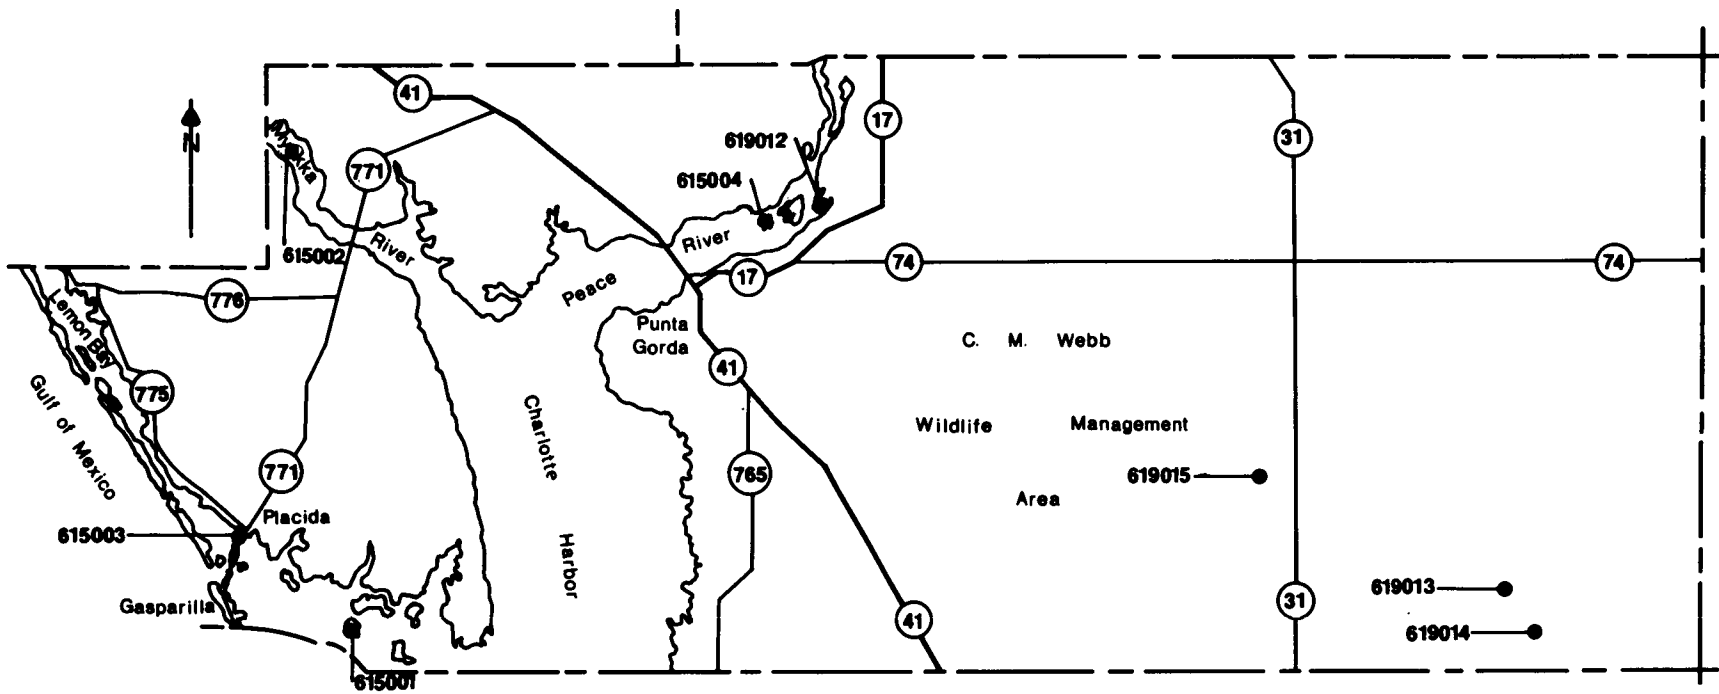 41
17
31
N
619012
771
Myakka
615004
615002
River
River
74
74
776
17
Peace
Lemon Bay
Punta
Gorda
C. M. Webb
41
775
Gulf of Mexico
Charlotte
Wildlife Management
771
765
619015
Area
Placida
615003
Harbor
619013
31
Gasparilla
41
619014
615001